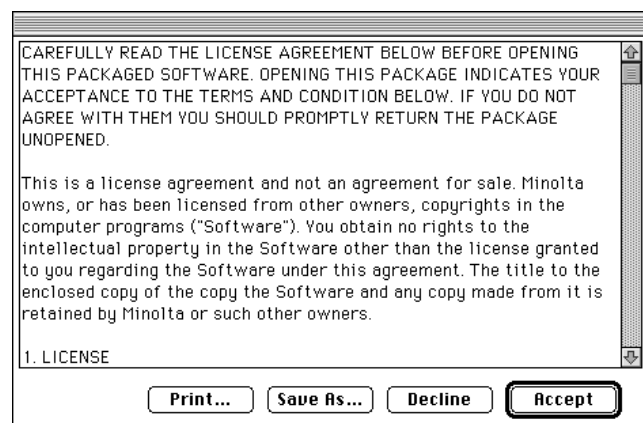 CAREFULLY READ THE LICENSE AGREEMENT BELOW BEFORE OPENING
THIS PACKAGED SOFTWARE. OPENING THIS PACKAGE INDICATES YOUR
ACCEPTANCE TO THE TERMS AND CONDITION BELOW. IF YOU DO NOT
AGREE WITH THEM YOU SHOULD PROMPTLY RETURN THE PACKAGE
UNOPENED.
This is a license agreement and not an agreement for sale. Minolta
owns, or has been licensed from other owners, copyrights in the
computer programs ("Software"). You obtain no rights to the
intellectual property in the Software other than the license granted
to you regarding the Software under this agreement. The title to the
enclosed copy of the copy the Software and any copy made from it is
retained by Minolta or such other owners.
1. LICENSE
Print... Save As... Decline Accept